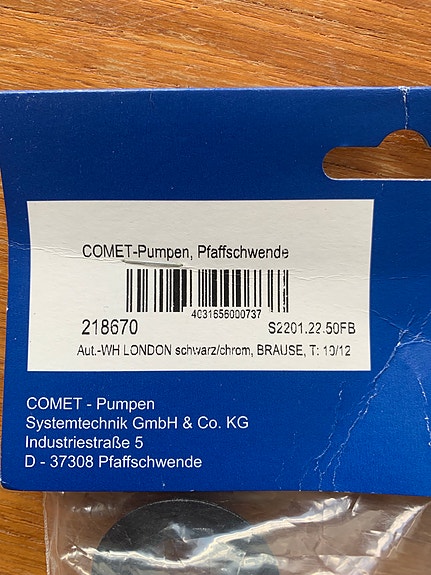 COMET-Pumpen, Pfaffschwende
4031656000737
218670 S2201.22.50FB
Aut.-WH LONDON schwarz/chrom, BRAUSE, T: 10/12
COMET - Pumpen
Systemtechnik GmbH & Co. KG
Industriestraße 5
D - 37308 Pfaffschwende